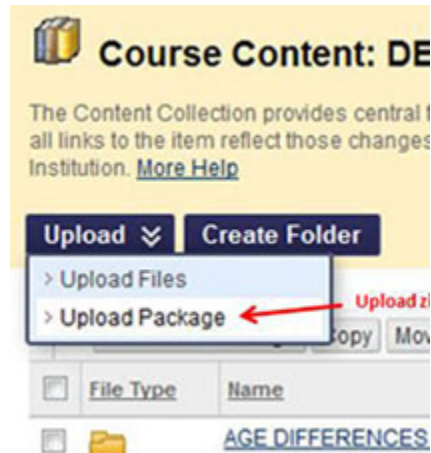 Course Content: DE
The Content Collection provides central f
all links to the item reflect those changes
Institution. More Help
Upload Create Folder
> Upload Files
> Upload Package
Upload zi
Copy Mov
File Type Name
AGE DIFFERENCES